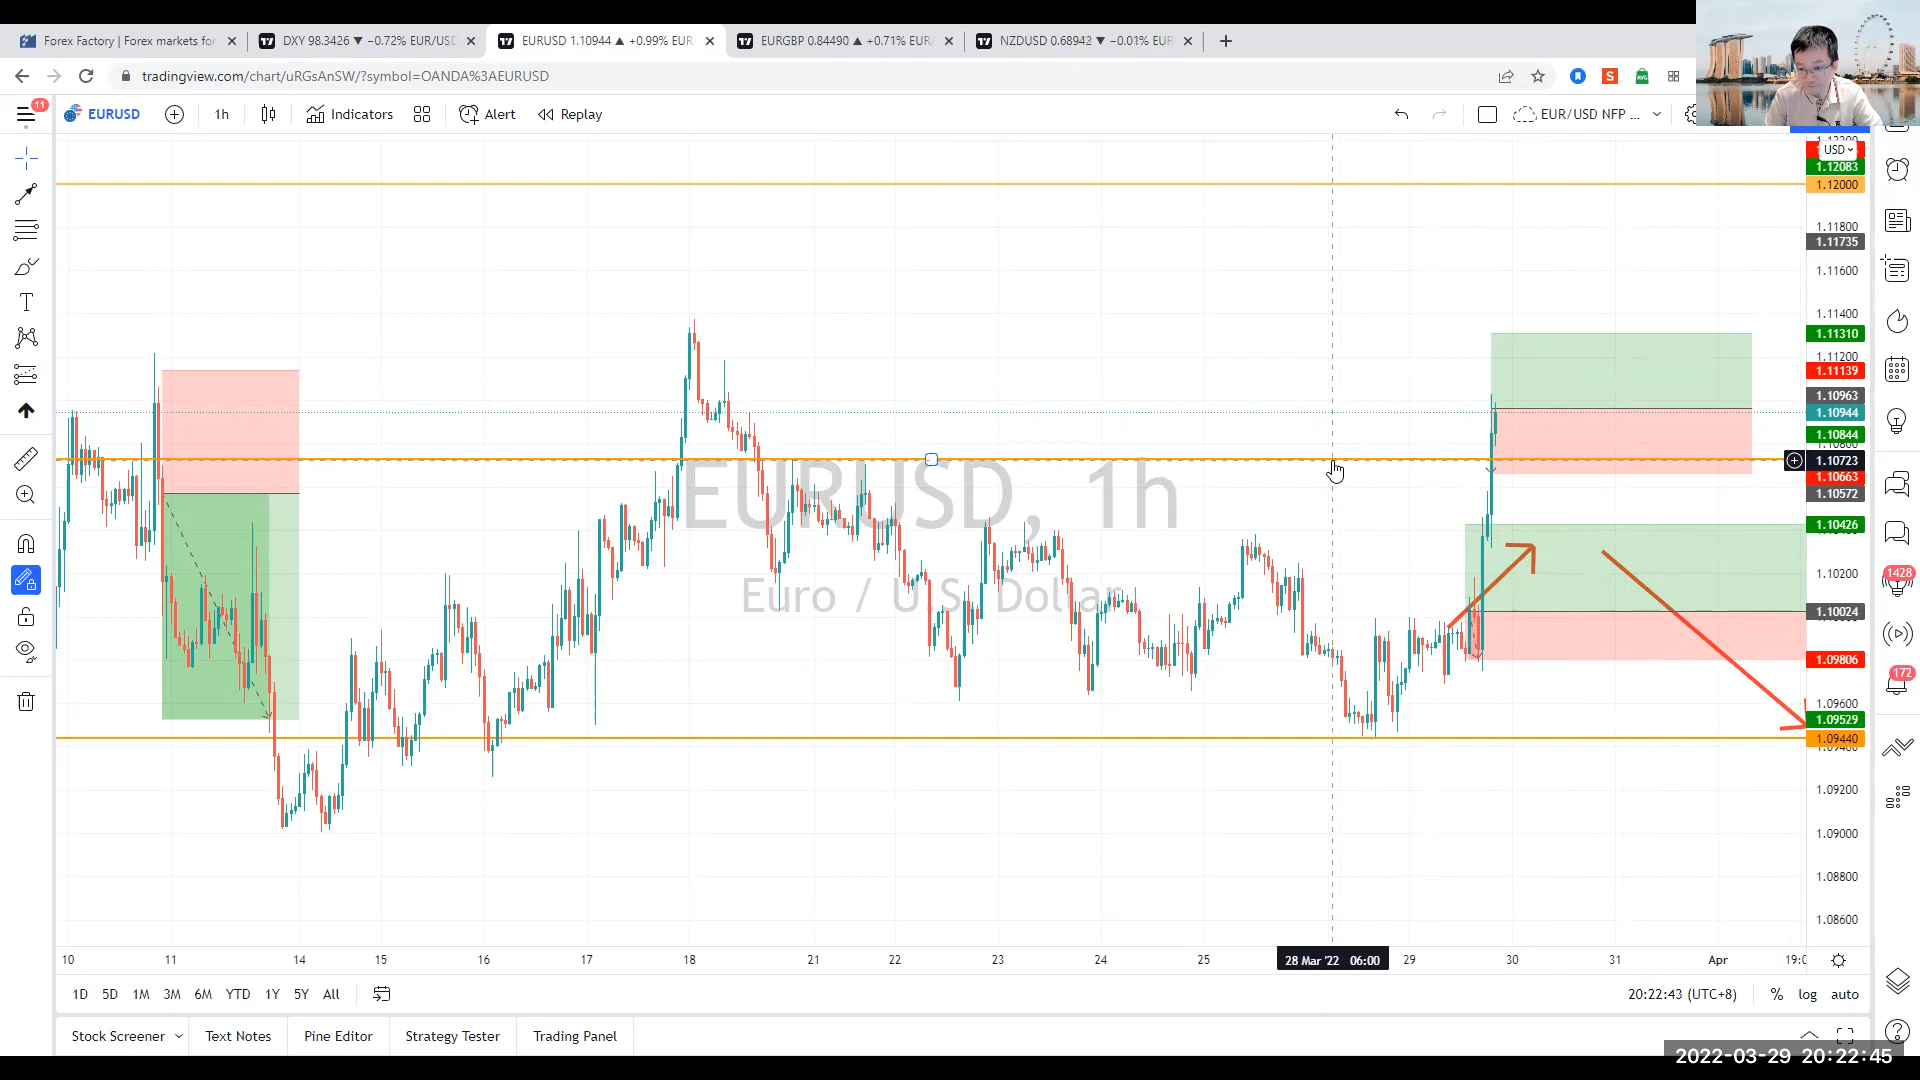 Forex Factory | Forex markets for
DXY 98.3426 ▼ −0.72% EUR/USD
EURUSD 1.10944 ▲ +0.99% EUR
EURGBP 0.84490 ▲ +0.71% EUR/
NZDUSD 0.68942 ▼ −0.01% EUR
tradingview.com/chart/uRGsAnSW/?symbol=OANDA%3AEURUSD
11
EURUSD
1h
Indicators
Alert
Replay
EUR/USD NFP ...
USD
1.12083
1.12000
1.11800
1.11735
1.11600
1.11400
1.11310
1.11200
1.11139
1.10963
1.10944
1.10844
1.10723
1.10663
1.10572
1.10426
1.10200
1.10024
1.09806
1.09600
1.09529
1.09440
1.09200
1.09000
1.08800
1.08600
EURUSD, 1h
Euro / U.S. Dollar
1428
172
10 11 14 15 16 17 18 21 22 23 24 25 28 Mar '22 06:00 29 30 31 Apr 19:0
1D 5D 1M 3M 6M YTD 1Y 5Y All
20:22:43 (UTC+8)
% log auto
Stock Screener
Text Notes
Pine Editor
Strategy Tester
Trading Panel
2022-03-29 20:22:45